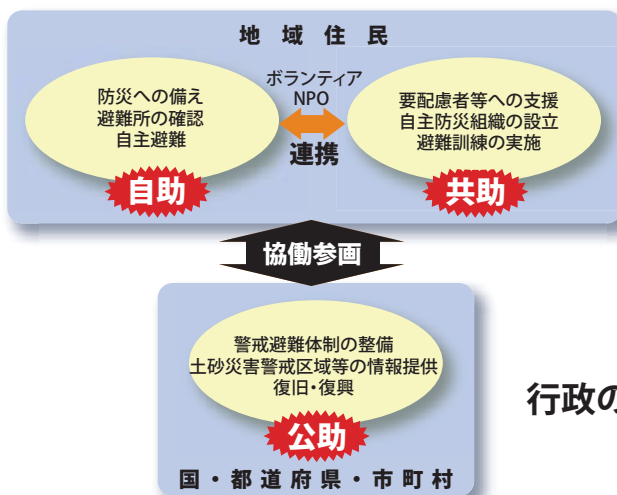 地域住民
防災への備え
避難所の確認
自主避難
自助
ボランティア
NPO
連携
要配慮者等への支援
自主防災組織の設立
避難訓練の実施
共助
協働参画
警戒避難体制の整備
土砂災害警戒区域等の情報提供
復旧・復興
公助
国・都道府県・市町村
行政の